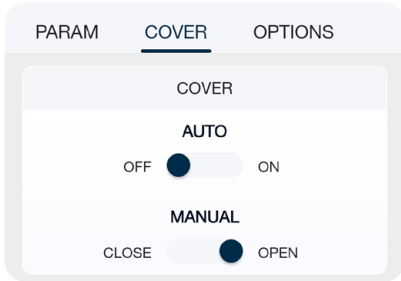 PARAM COVER OPTIONS
COVER
AUTO
OFF ON
MANUAL
CLOSE OPEN